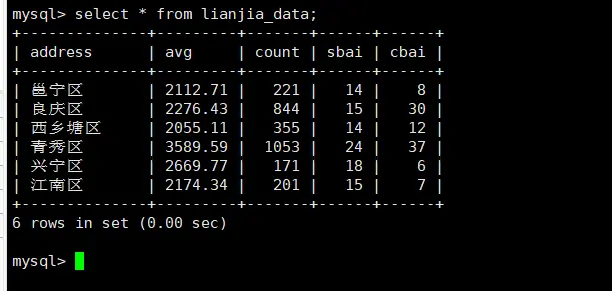 mysql> select * from lianjia_data;
+--------------+---------+-------+------+------+
| address      | avg     | count | sbai | cbai |
+--------------+---------+-------+------+------+
| 邕宁区       | 2112.71 |   221 |   14 |    8 |
| 良庆区       | 2276.43 |   844 |   15 |   30 |
| 西乡塘区     | 2055.11 |   355 |   14 |   12 |
| 青秀区       | 3589.59 |  1053 |   24 |   37 |
| 兴宁区       | 2669.77 |   171 |   18 |    6 |
| 江南区       | 2174.34 |   201 |   15 |    7 |
+--------------+---------+-------+------+------+
6 rows in set (0.00 sec)
mysql>